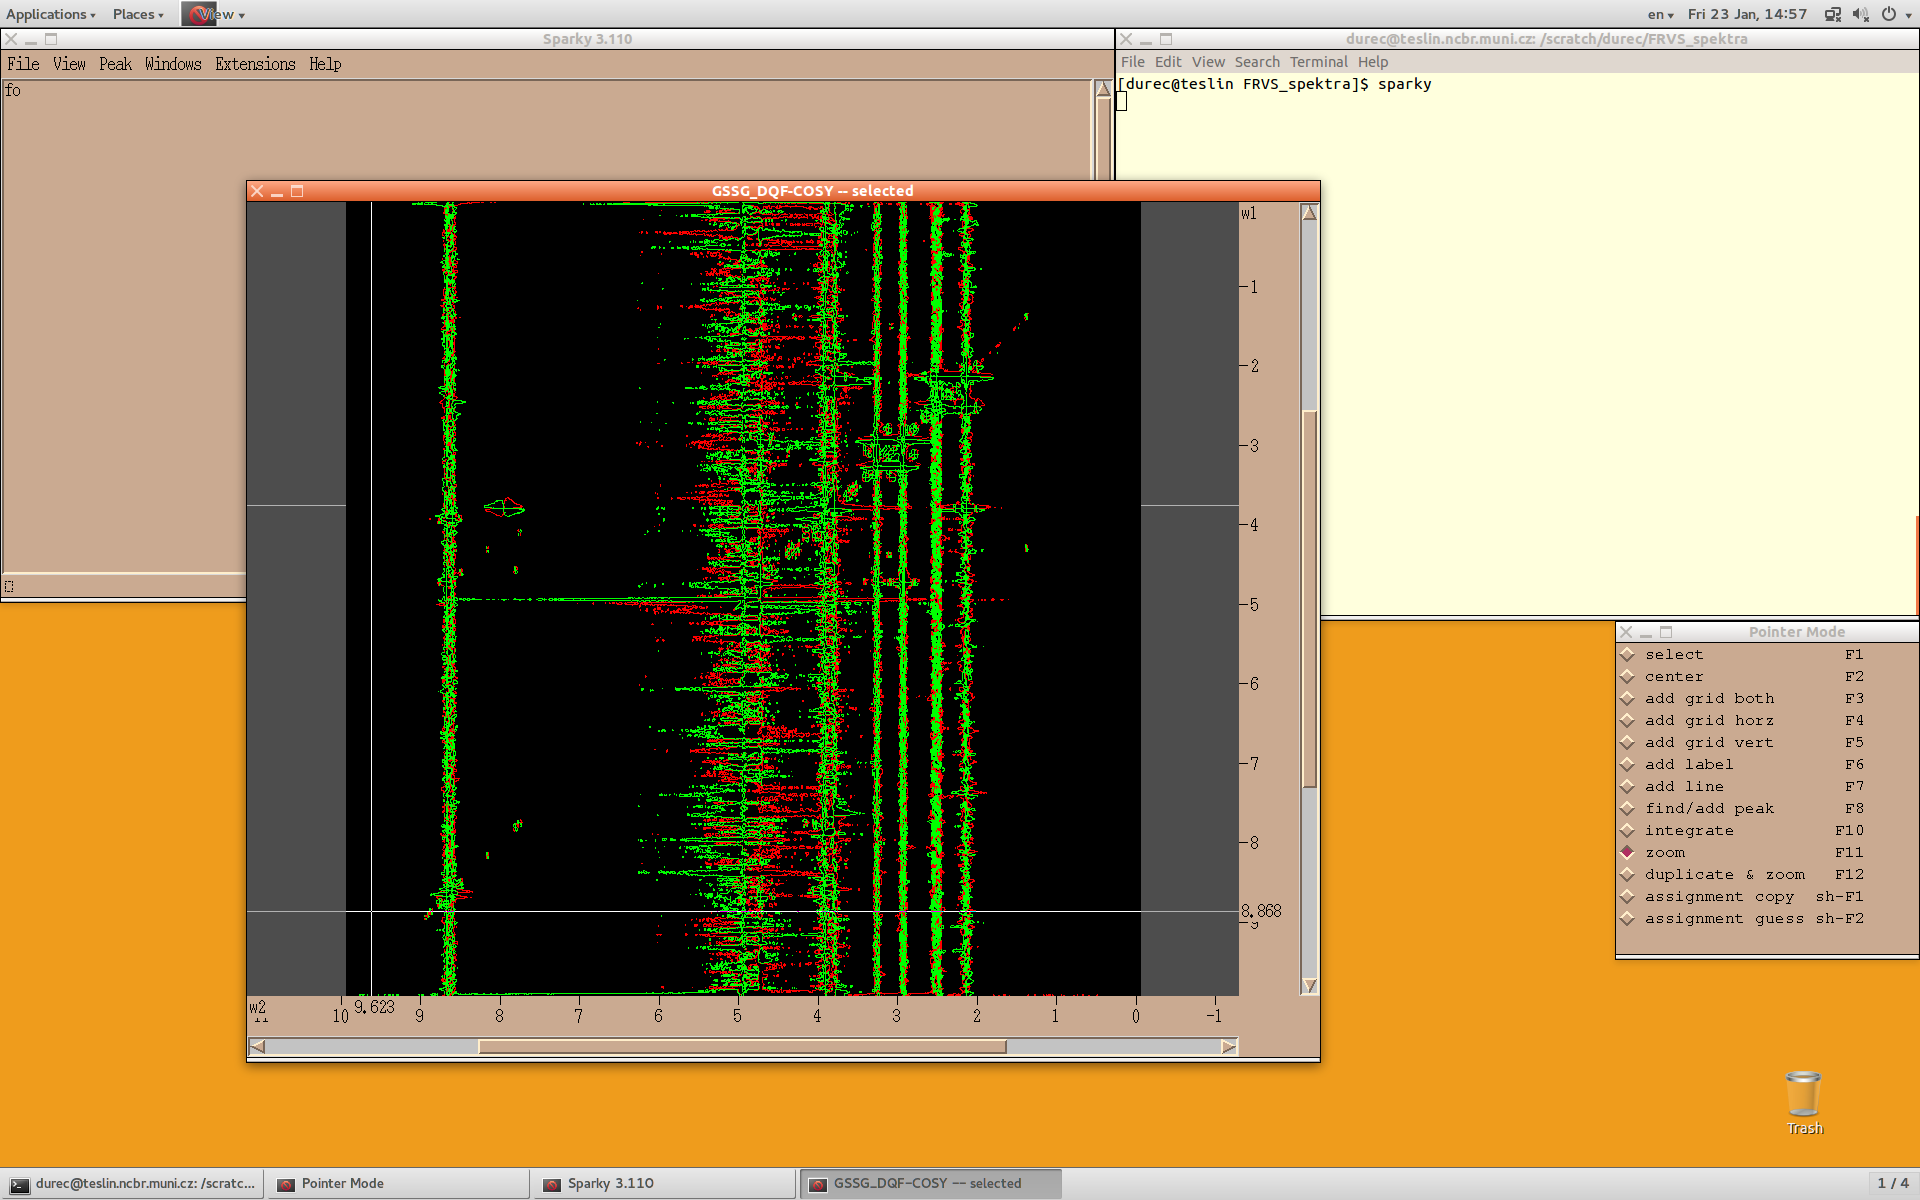 Applications Places View en Fri 23 Jan, 14:57
Sparky 3.110
File View Peak Windows Extensions Help
fo
durec@teslin.ncbr.muni.cz: /scratch/durec/FRVS_spektra
File Edit View Search Terminal Help
[durec@teslin FRVS_spektra]$ sparky
GSSG_DQF-COSY -- selected
w1
1
2
3
4
5
6
7
8
8.868
9
w2 9.623
11 10 9 8 7 6 5 4 3 2 1 0 -1
Pointer Mode
select F1
center F2
add grid both F3
add grid horz F4
add grid vert F5
add label F6
add line F7
find/add peak F8
integrate F10
zoom F11
duplicate & zoom F12
assignment copy sh-F1
assignment guess sh-F2
Trash
durec@teslin.ncbr.muni.cz: /scratc... Pointer Mode Sparky 3.110 GSSG_DQF-COSY -- selected 1 / 4